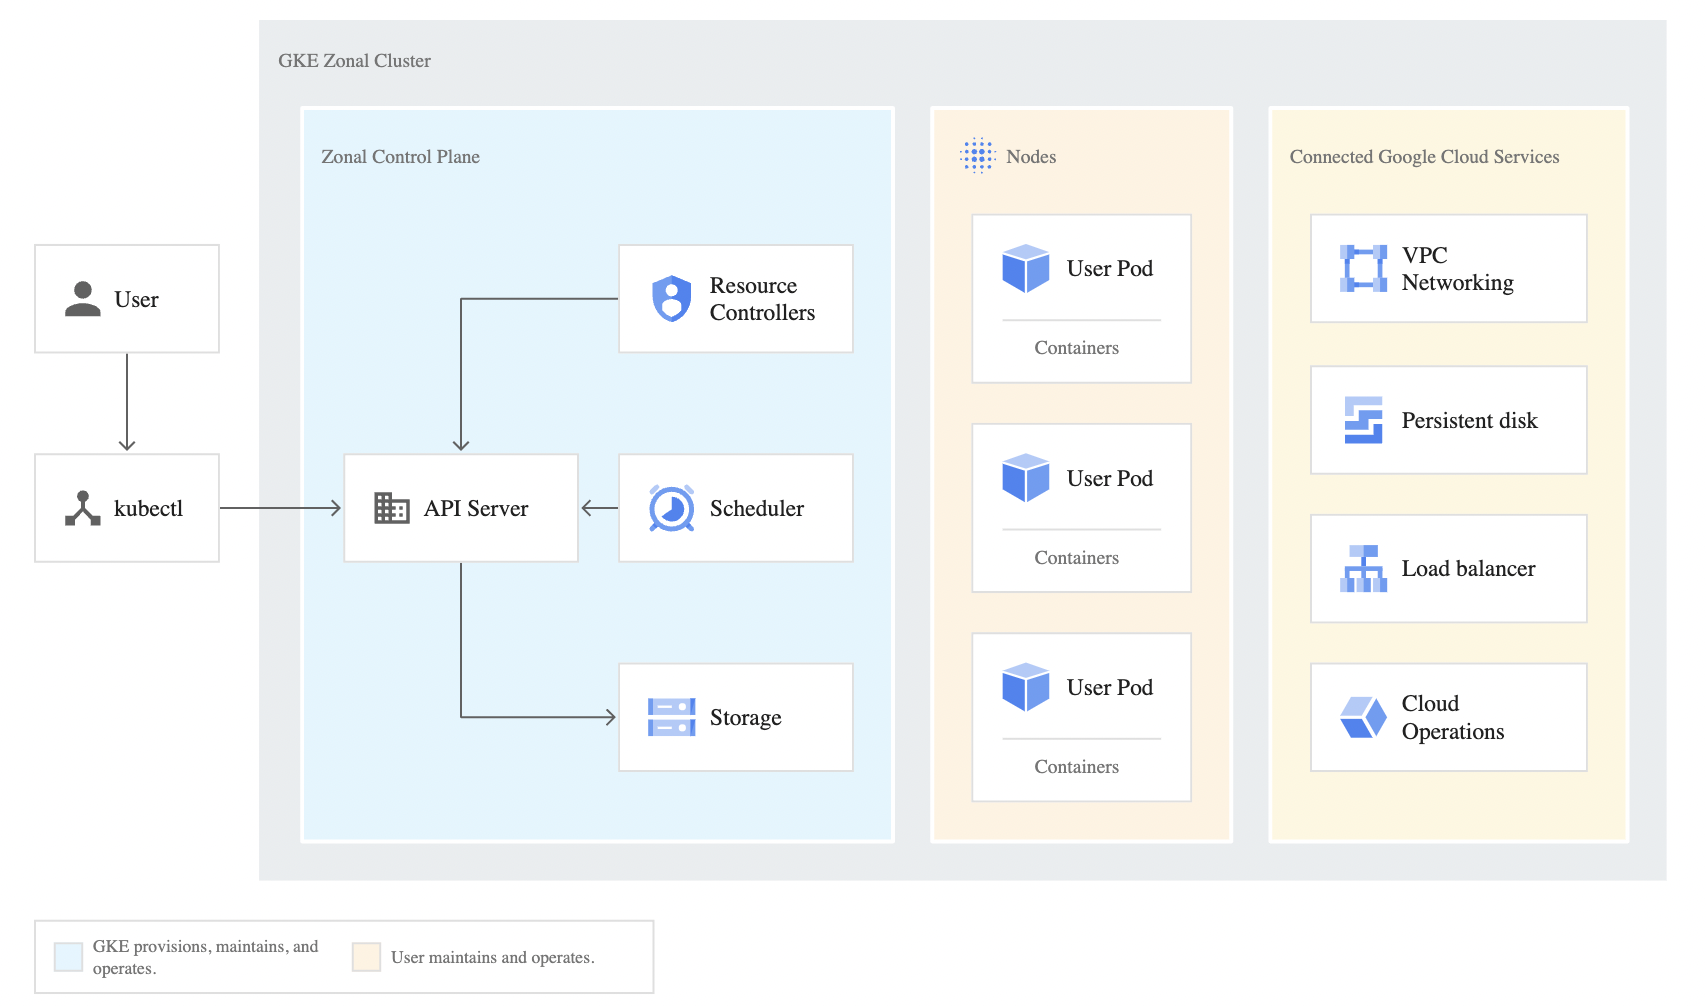 GKE Zonal Cluster
Zonal Control Plane
Nodes
Connected Google Cloud Services
User
kubectl
Resource
Controllers
API Server
Scheduler
Storage
User Pod
Containers
User Pod
Containers
User Pod
Containers
VPC
Networking
Persistent disk
Load balancer
Cloud
Operations
GKE provisions, maintains, and
operates.
User maintains and operates.